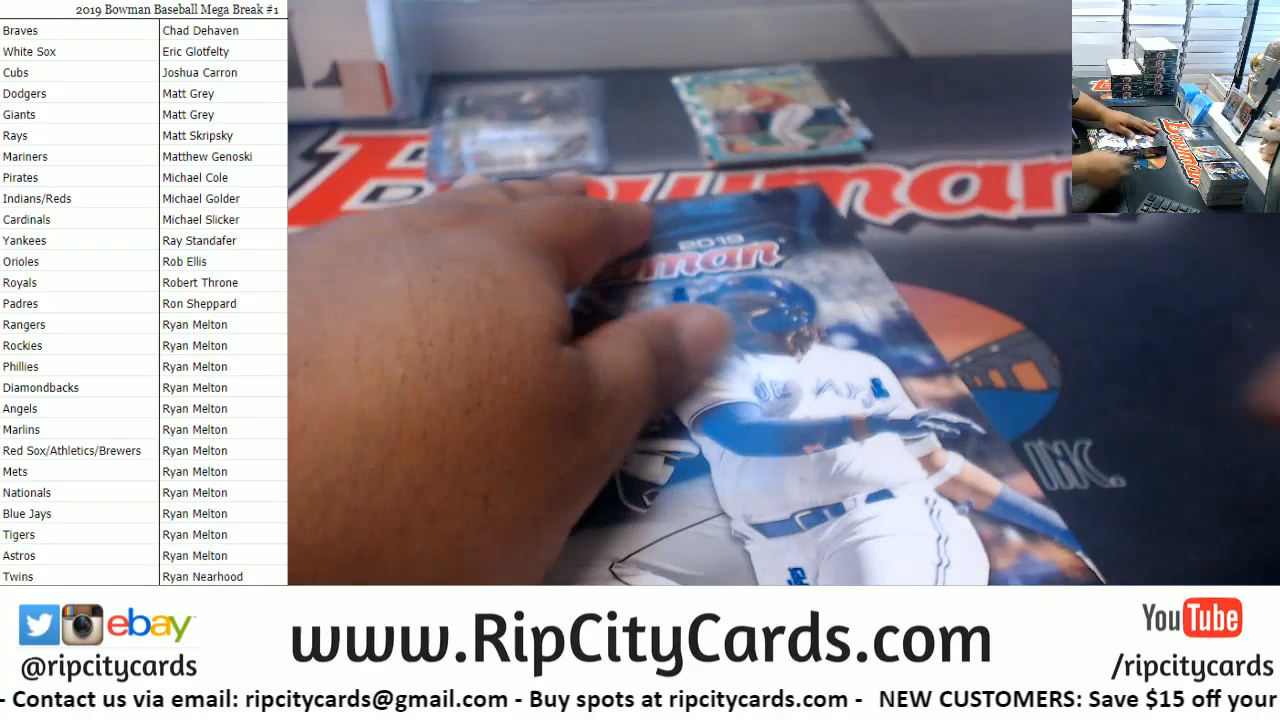 2019 Bowman Baseball Mega Break #1
Braves Chad Dehaven
White Sox Eric Glotfelty
Cubs Joshua Carron
Dodgers Matt Grey
Giants Matt Grey
Rays Matt Skripsky
Mariners Matthew Genoski
Pirates Michael Cole
Indians/Reds Michael Golder
Cardinals Michael Slicker
Yankees Ray Standafer
Orioles Rob Ellis
Royals Robert Throne
Padres Ron Sheppard
Rangers Ryan Melton
Rockies Ryan Melton
Phillies Ryan Melton
Diamondbacks Ryan Melton
Angels Ryan Melton
Marlins Ryan Melton
Red Sox/Athletics/Brewers Ryan Melton
Mets Ryan Melton
Nationals Ryan Melton
Blue Jays Ryan Melton
Tigers Ryan Melton
Astros Ryan Melton
Twins Ryan Nearhood
Bowman
2019
INK.
Bowman
ebay
@ripcitycards
www.RipCityCards.com
YouTube
/ripcitycards
- Contact us via email: ripcitycards@gmail.com - Buy spots at ripcitycards.com - NEW CUSTOMERS: Save $15 off your